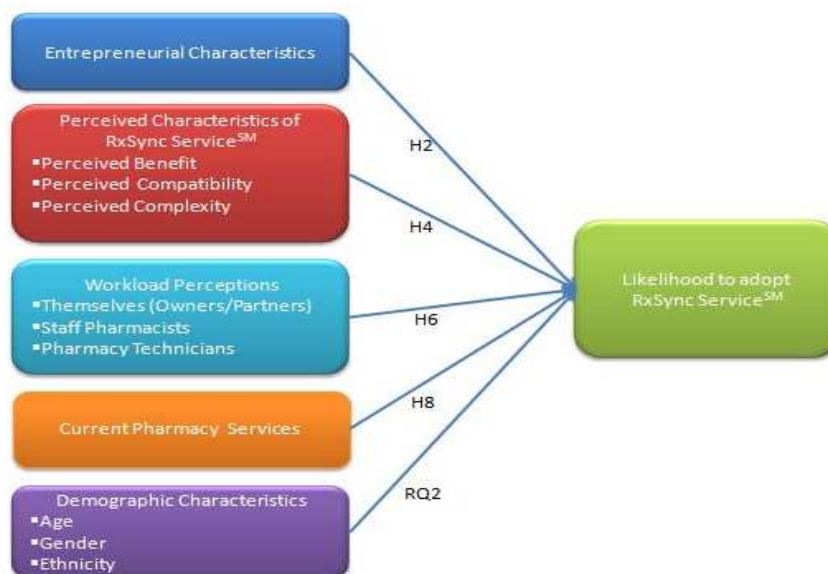 Entrepreneurial Characteristics
Perceived Characteristics of
RxSync Service℠
▪Perceived Benefit
▪Perceived Compatibility
▪Perceived Complexity
Workload Perceptions
▪Themselves (Owners/Partners)
▪Staff Pharmacists
▪Pharmacy Technicians
Current Pharmacy Services
Demographic Characteristics
▪Age
▪Gender
▪Ethnicity
H2
H4
H6
H8
RQ2
Likelihood to adopt
RxSync Service℠